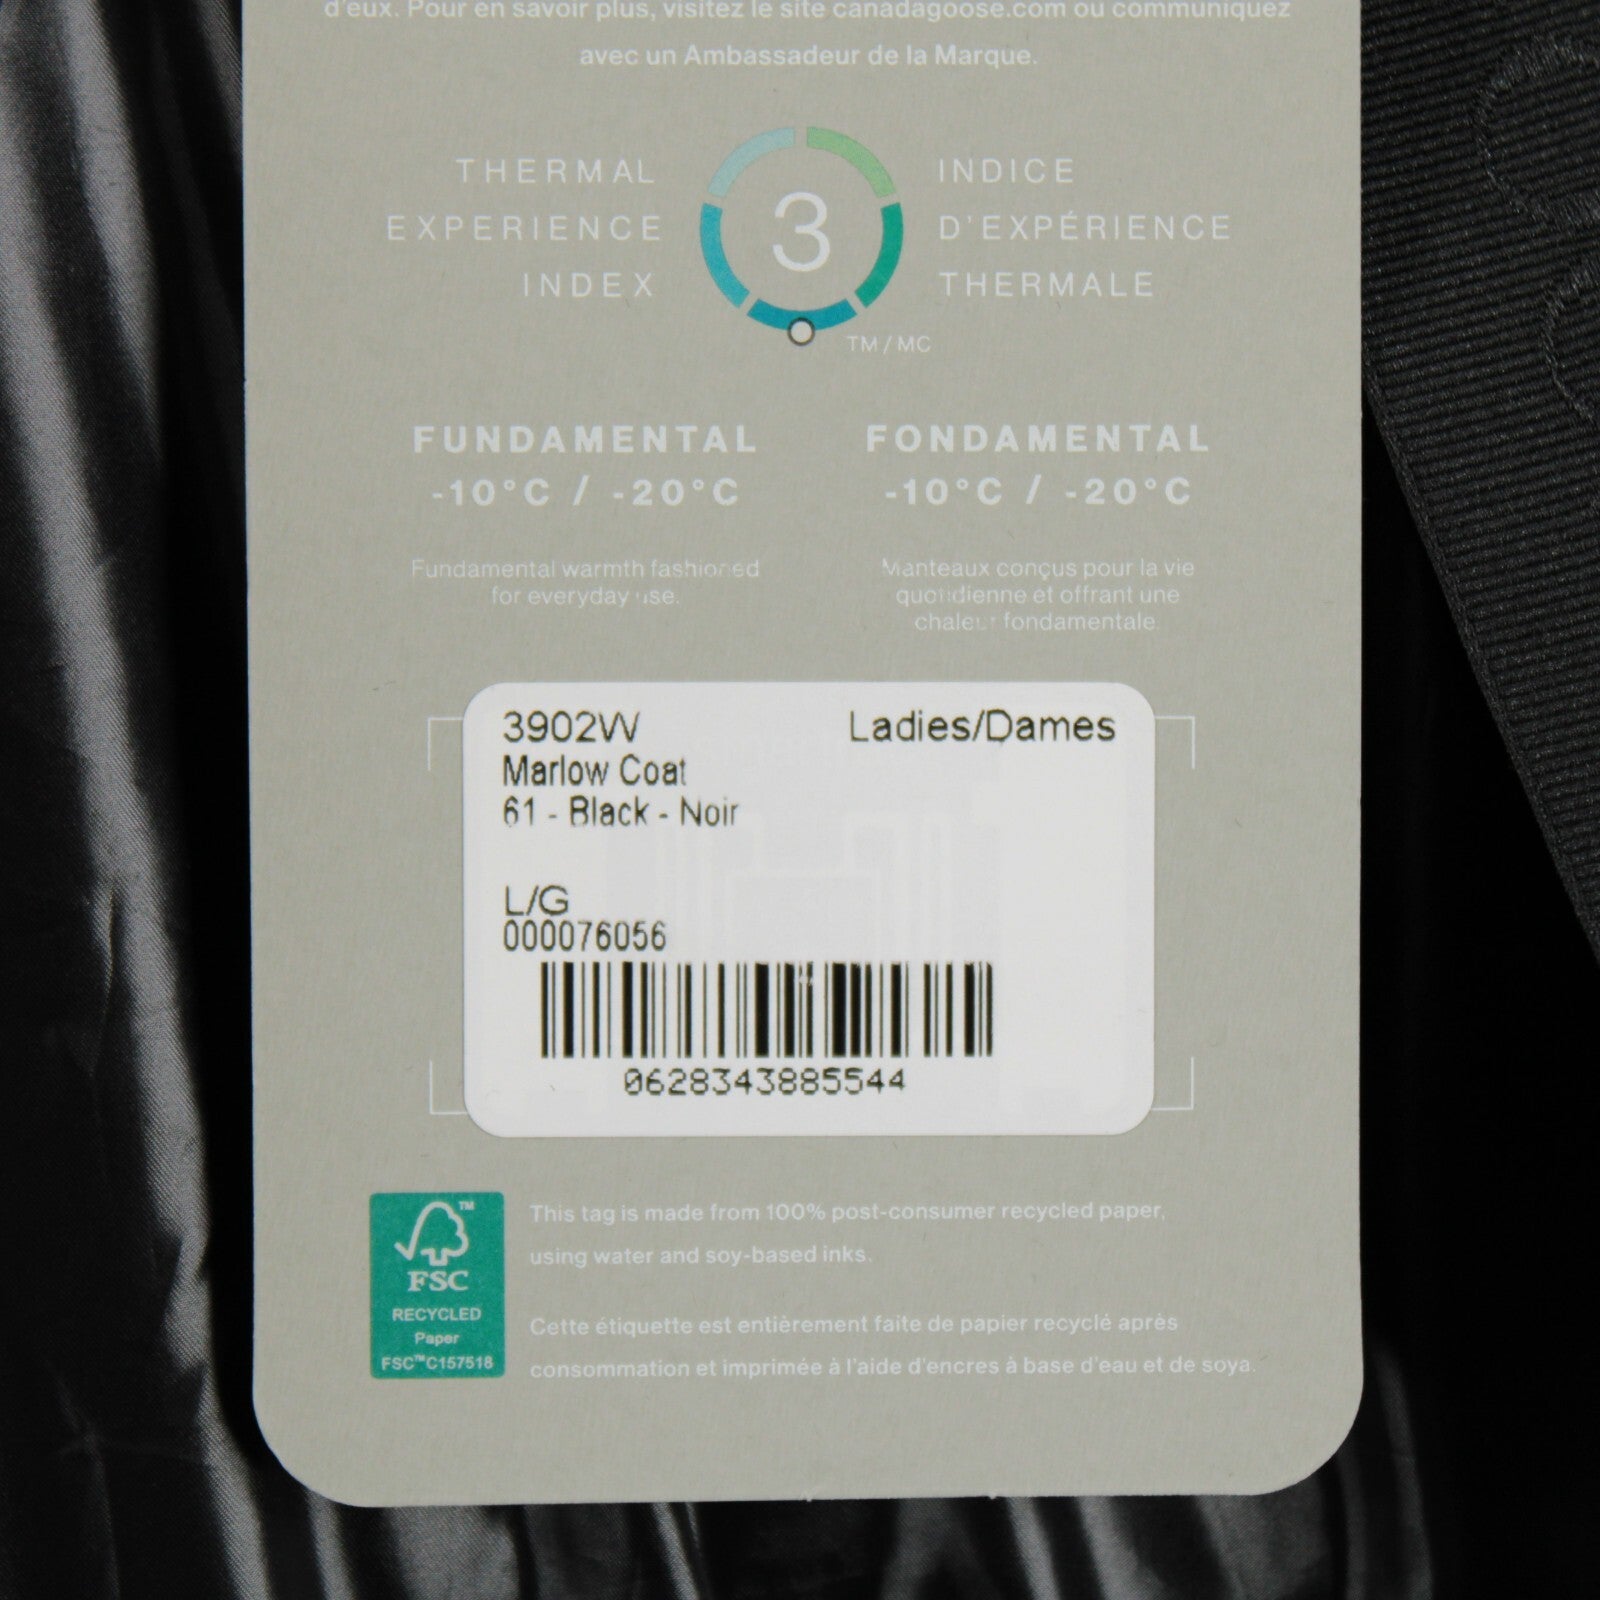 d'eux. Pour en savoir plus, visitez le site canadagoose.com ou communiquez
avec un Ambassadeur de la Marque.
THERMAL
EXPERIENCE
INDEX
3
INDICE
D'EXPÉRIENCE
THERMALE
TM / MC
FUNDAMENTAL
-10°C / -20°C
Fundamental warmth fashioned
for everyday use.
FONDAMENTAL
-10°C / -20°C
Manteaux conçus pour la vie
quotidienne et offrant une
chaleur fondamentale.
3902W Ladies/Dames
Marlow Coat
61 - Black - Noir
L/G
000076056
0628343885544
TM
FSC
RECYCLED
Paper
FSC™C157518
This tag is made from 100% post-consumer recycled paper,
using water and soy-based inks.
Cette étiquette est entièrement faite de papier recyclé après
consommation et imprimée à l'aide d'encres à base d'eau et de soya.